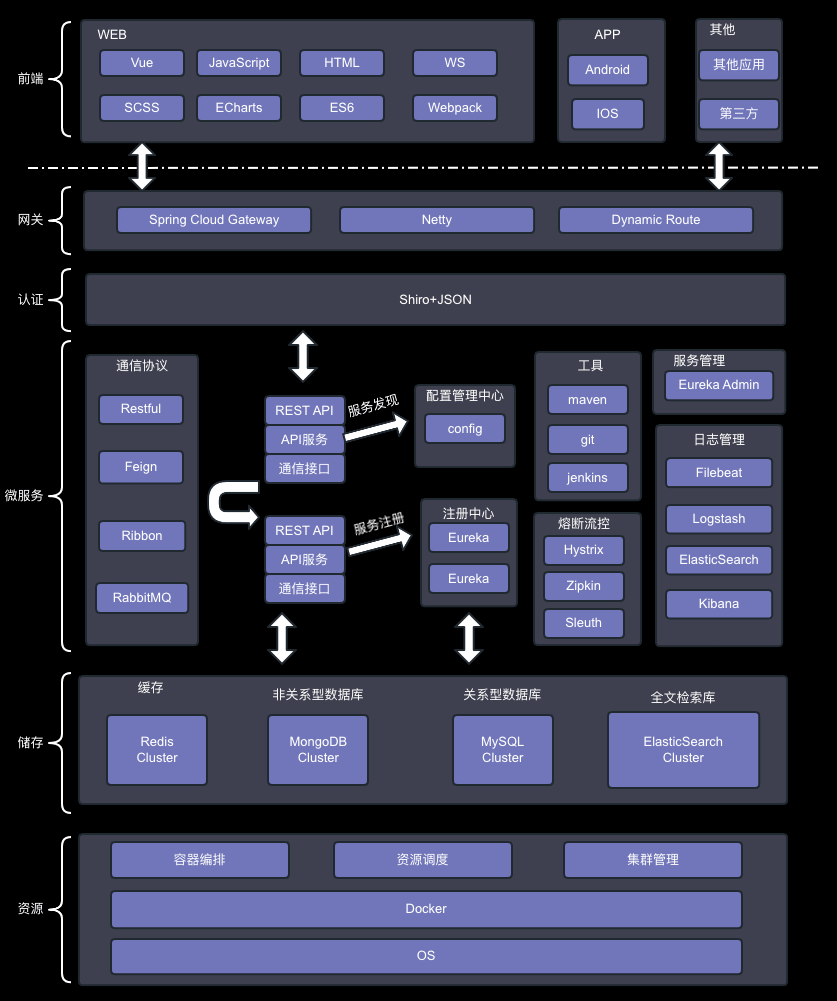 前端
WEB
Vue
JavaScript
HTML
WS
SCSS
ECharts
ES6
Webpack
APP
Android
IOS
其他
其他应用
第三方
网关
Spring Cloud Gateway
Netty
Dynamic Route
认证
Shiro+JSON
微服务
通信协议
Restful
Feign
Ribbon
RabbitMQ
REST API
API服务
通信接口
服务发现
REST API
API服务
通信接口
服务注册
配置管理中心
config
注册中心
Eureka
Eureka
工具
maven
git
jenkins
熔断流控
Hystrix
Zipkin
Sleuth
服务管理
Eureka Admin
日志管理
Filebeat
Logstash
ElasticSearch
Kibana
储存
缓存
Redis
Cluster
非关系型数据库
MongoDB
Cluster
关系型数据库
MySQL
Cluster
全文检索库
ElasticSearch
Cluster
资源
容器编排
资源调度
集群管理
Docker
OS